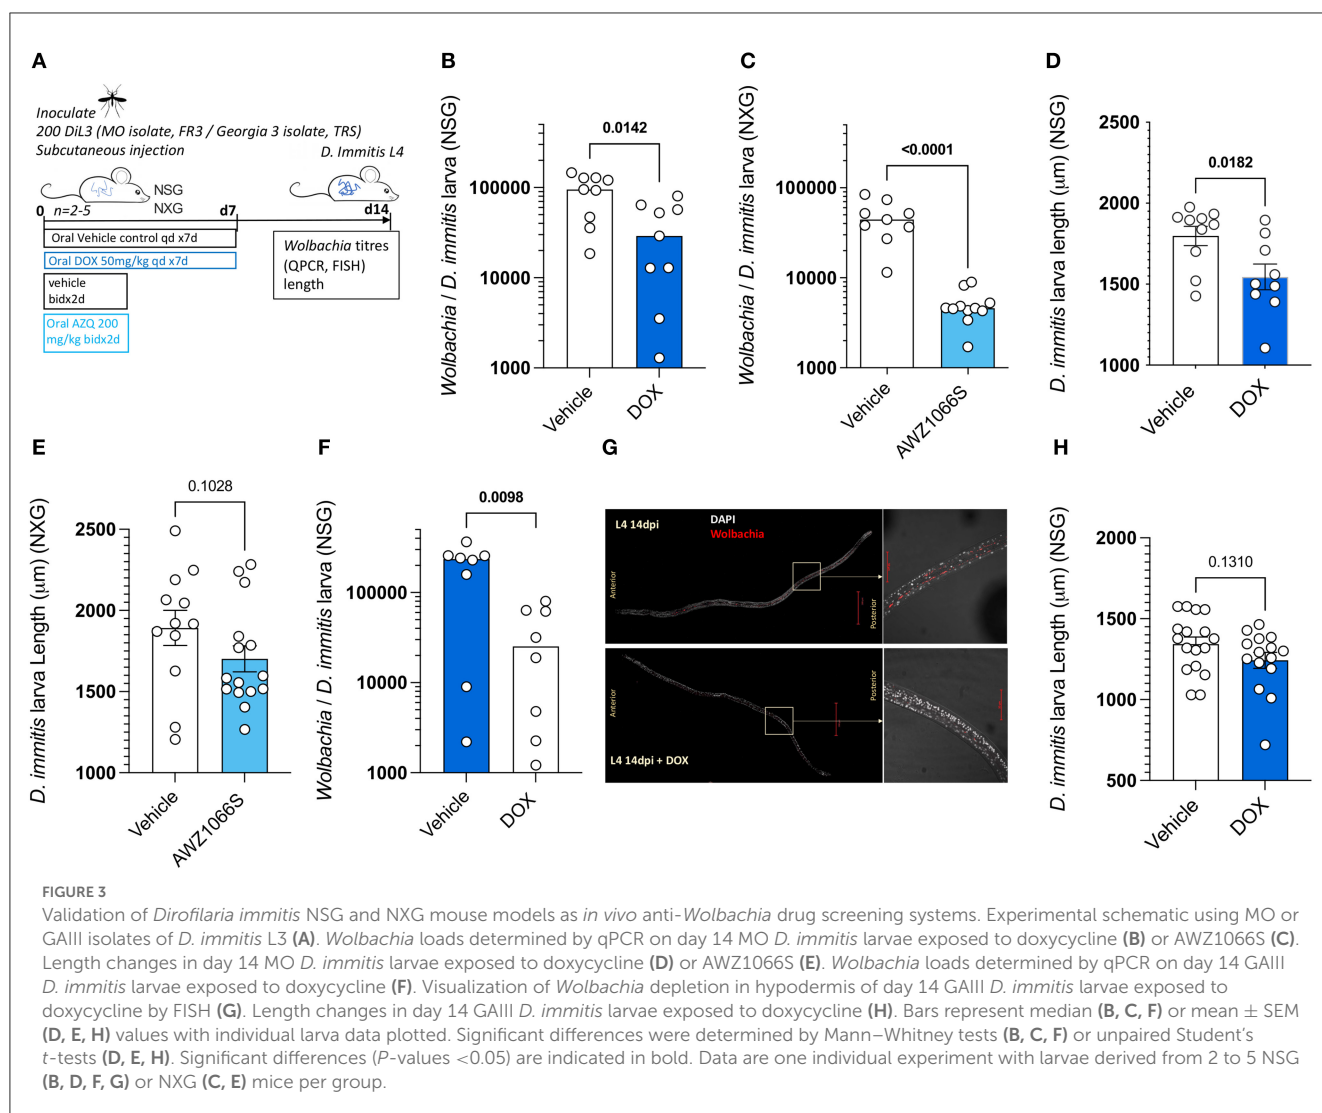 A
Inoculate
200 DiL3 (MO isolate, FR3 / Georgia 3 isolate, TRS)
Subcutaneous injection
D. Immitis L4
NSG
NXG
0 n=2-5 d7 d14
Oral Vehicle control qd x7d
Oral DOX 50mg/kg qd x7d
vehicle
bidx2d
Oral AZQ 200
mg/kg bidx2d
Wolbachia titres
(QPCR, FISH)
length
B
Wolbachia / D. immitis larva (NSG)
0.0142
100000
10000
1000
Vehicle
DOX
C
Wolbachia / D. immitis larva (NXG)
<0.0001
100000
10000
1000
Vehicle
AWZ1066S
D
D. immitis larva length (μm) (NSG)
0.0182
2500
2000
1500
1000
Vehicle
DOX
E
D. immitis larva Length (μm) (NXG)
0.1028
2500
2000
1500
1000
Vehicle
AWZ1066S
F
Wolbachia / D. immitis larva (NSG)
0.0098
100000
10000
1000
Vehicle
DOX
G
L4 14dpi
DAPI
Wolbachia
Anterior
Posterior
Anterior
Posterior
L4 14dpi + DOX
H
D. immitis larva Length (μm) (NSG)
0.1310
2000
1500
1000
500
Vehicle
DOX
FIGURE 3
Validation of Dirofilaria immitis NSG and NXG mouse models as in vivo anti-Wolbachia drug screening systems. Experimental schematic using MO or
GAIII isolates of D. immitis L3 (A). Wolbachia loads determined by qPCR on day 14 MO D. immitis larvae exposed to doxycycline (B) or AWZ1066S (C).
Length changes in day 14 MO D. immitis larvae exposed to doxycycline (D) or AWZ1066S (E). Wolbachia loads determined by qPCR on day 14 GAIII
D. immitis larvae exposed to doxycycline (F). Visualization of Wolbachia depletion in hypodermis of day 14 GAIII D. immitis larvae exposed to
doxycycline by FISH (G). Length changes in day 14 GAIII D. immitis larvae exposed to doxycycline (H). Bars represent median (B, C, F) or mean ± SEM
(D, E, H) values with individual larva data plotted. Significant differences were determined by Mann–Whitney tests (B, C, F) or unpaired Student's
t-tests (D, E, H). Significant differences (P-values <0.05) are indicated in bold. Data are one individual experiment with larvae derived from 2 to 5 NSG
(B, D, F, G) or NXG (C, E) mice per group.